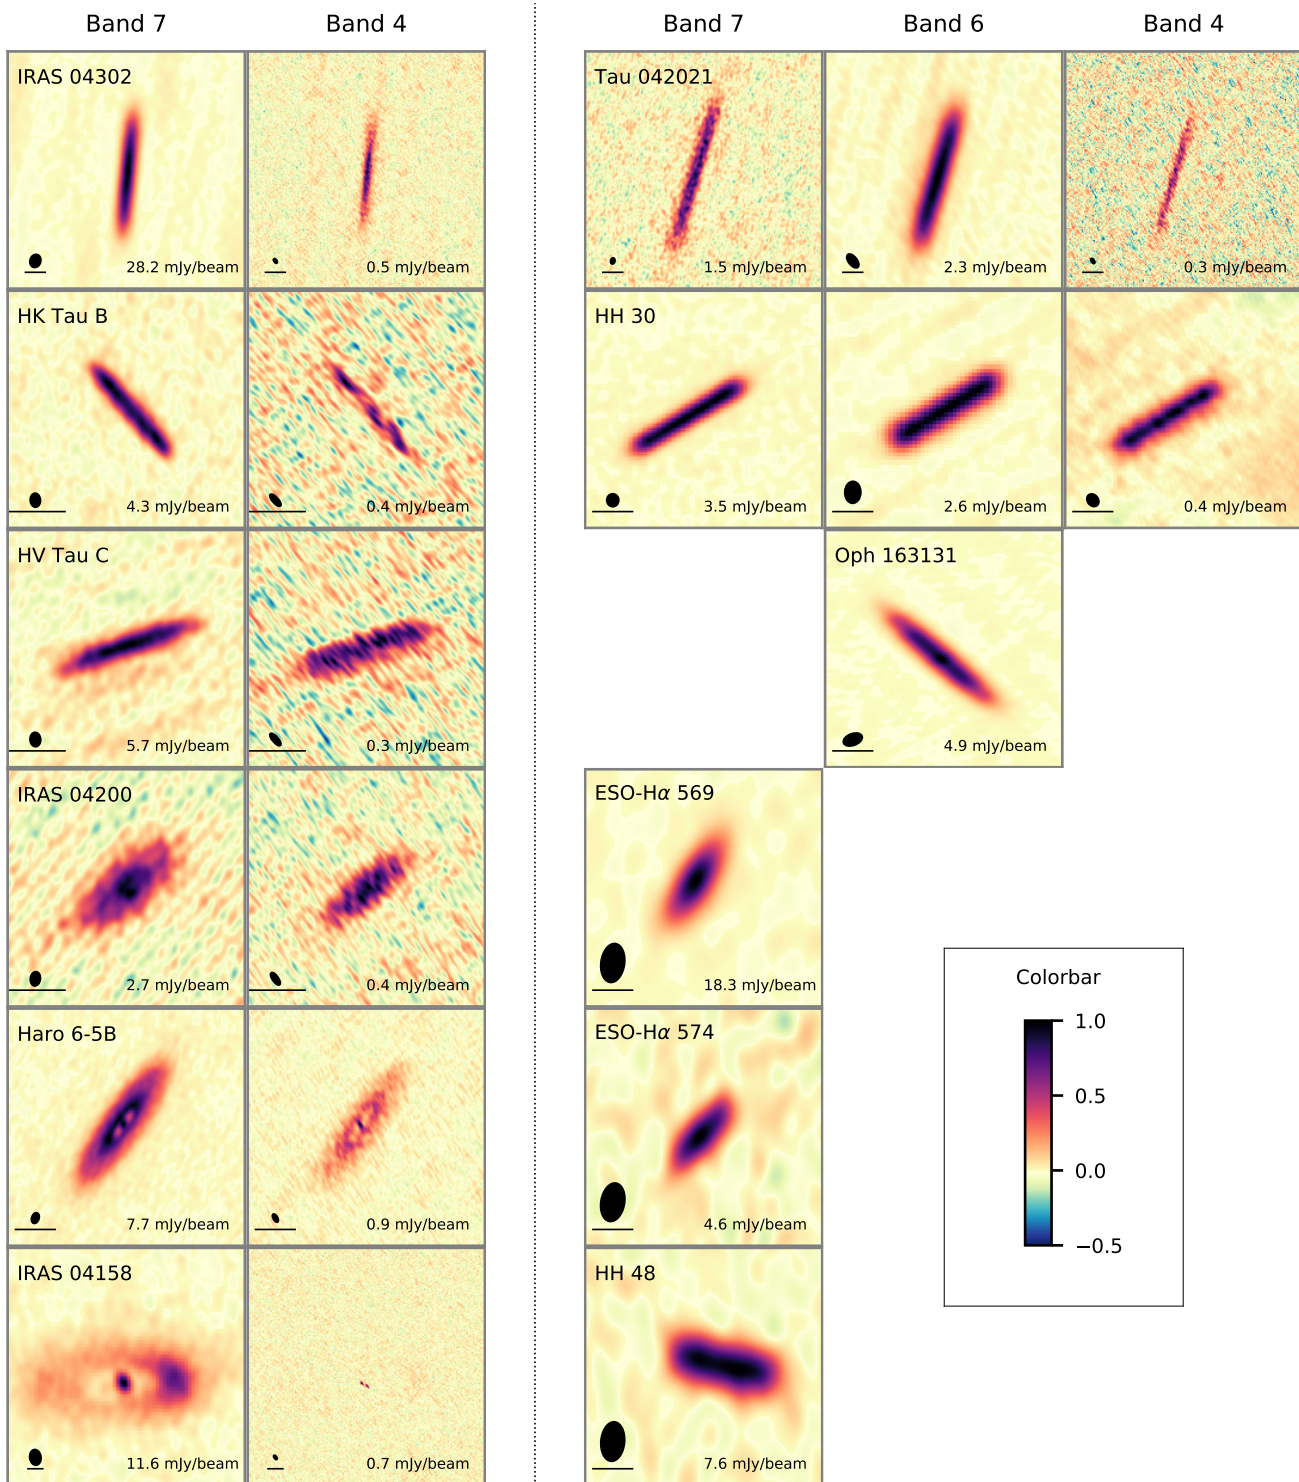 Band 7
Band 4
Band 7
Band 6
Band 4
IRAS 04302
28.2 mJy/beam
0.5 mJy/beam
Tau 042021
1.5 mJy/beam
2.3 mJy/beam
0.3 mJy/beam
HK Tau B
4.3 mJy/beam
0.4 mJy/beam
HH 30
3.5 mJy/beam
2.6 mJy/beam
0.4 mJy/beam
HV Tau C
5.7 mJy/beam
0.3 mJy/beam
Oph 163131
4.9 mJy/beam
IRAS 04200
2.7 mJy/beam
0.4 mJy/beam
ESO-Hα 569
18.3 mJy/beam
Haro 6-5B
7.7 mJy/beam
0.9 mJy/beam
ESO-Hα 574
4.6 mJy/beam
Colorbar
1.0
0.5
0.0
−0.5
IRAS 04158
11.6 mJy/beam
0.7 mJy/beam
HH 48
7.6 mJy/beam